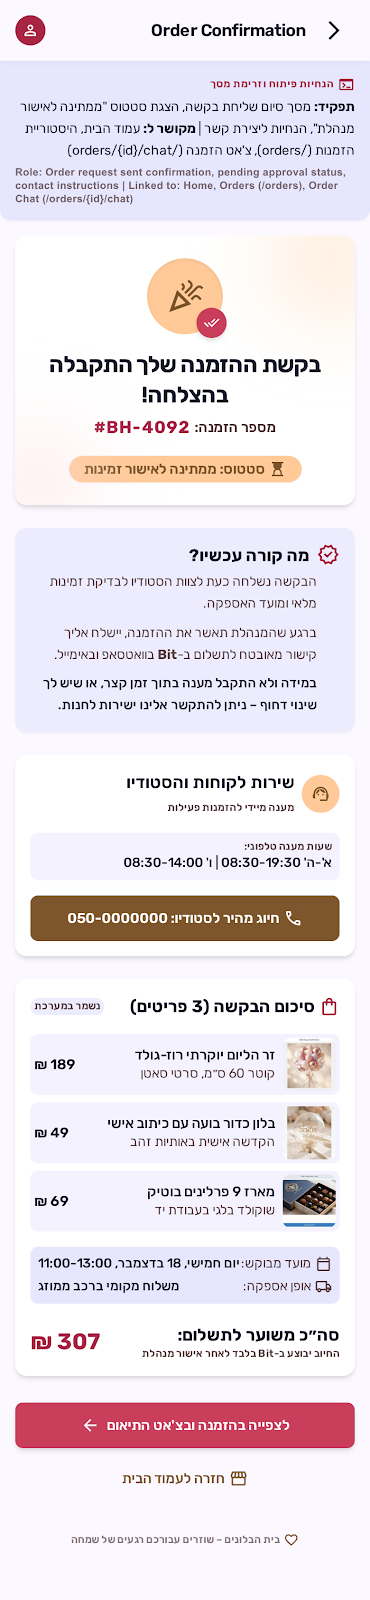 Order Confirmation
הנחיות פיתוח וזרימת מסך
תפקיד: מסך סיום שליחת בקשה, הצגת סטטוס "ממתינה לאישור
מנהלת", הנחיות ליצירת קשר | מקושר ל: עמוד הבית, היסטוריית
הזמנות (/orders), צ'אט הזמנה (/orders/{id}/chat)
Role: Order request sent confirmation, pending approval status,
contact instructions | Linked to: Home, Orders (/orders), Order
Chat (/orders/{id}/chat)
בקשת ההזמנה שלך התקבלה
בהצלחה!
מספר הזמנה: #BH-4092
סטטוס: ממתינה לאישור זמינות
מה קורה עכשיו?
הבקשה נשלחה כעת לצוות הסטודיו לבדיקת זמינות
מלאי ומועד האספקה.
ברגע שהמנהלת תאשר את ההזמנה, יישלח אליך
קישור מאובטח לתשלום ב-Bit בוואטסאפ ובאימייל.
במידה ולא התקבל מענה בתוך זמן קצר, או שיש לך
שינוי דחוף – ניתן להתקשר אלינו ישירות לחנות.
שירות לקוחות והסטודיו
מענה מיידי להזמנות פעילות
שעות מענה טלפוני:
א'-ה' 08:30-19:30 | ו' 08:30-14:00
חיוג מהיר לסטודיו: 050-0000000
סיכום הבקשה (3 פריטים)
נשמר במערכת
זר הליום יוקרתי רוז-גולד
קוטר 60 ס״מ, סרטי סאטן
189 ₪
בלון כדור בועה עם כיתוב אישי
הקדשה אישית באותיות זהב
49 ₪
מארז 9 פרלינים בוטיק
שוקולד בלגי בעבודת יד
69 ₪
מועד מבוקש: יום חמישי, 18 בדצמבר, 11:00-13:00
אופן אספקה: משלוח מקומי ברכב ממוזג
סה״כ משוער לתשלום:
307 ₪
החיוב יבוצע ב-Bit בלבד לאחר אישור מנהלת
לצפייה בהזמנה ובצ'אט התיאום
חזרה לעמוד הבית
בית הבלונים – שוזרים עבורכם רגעים של שמחה